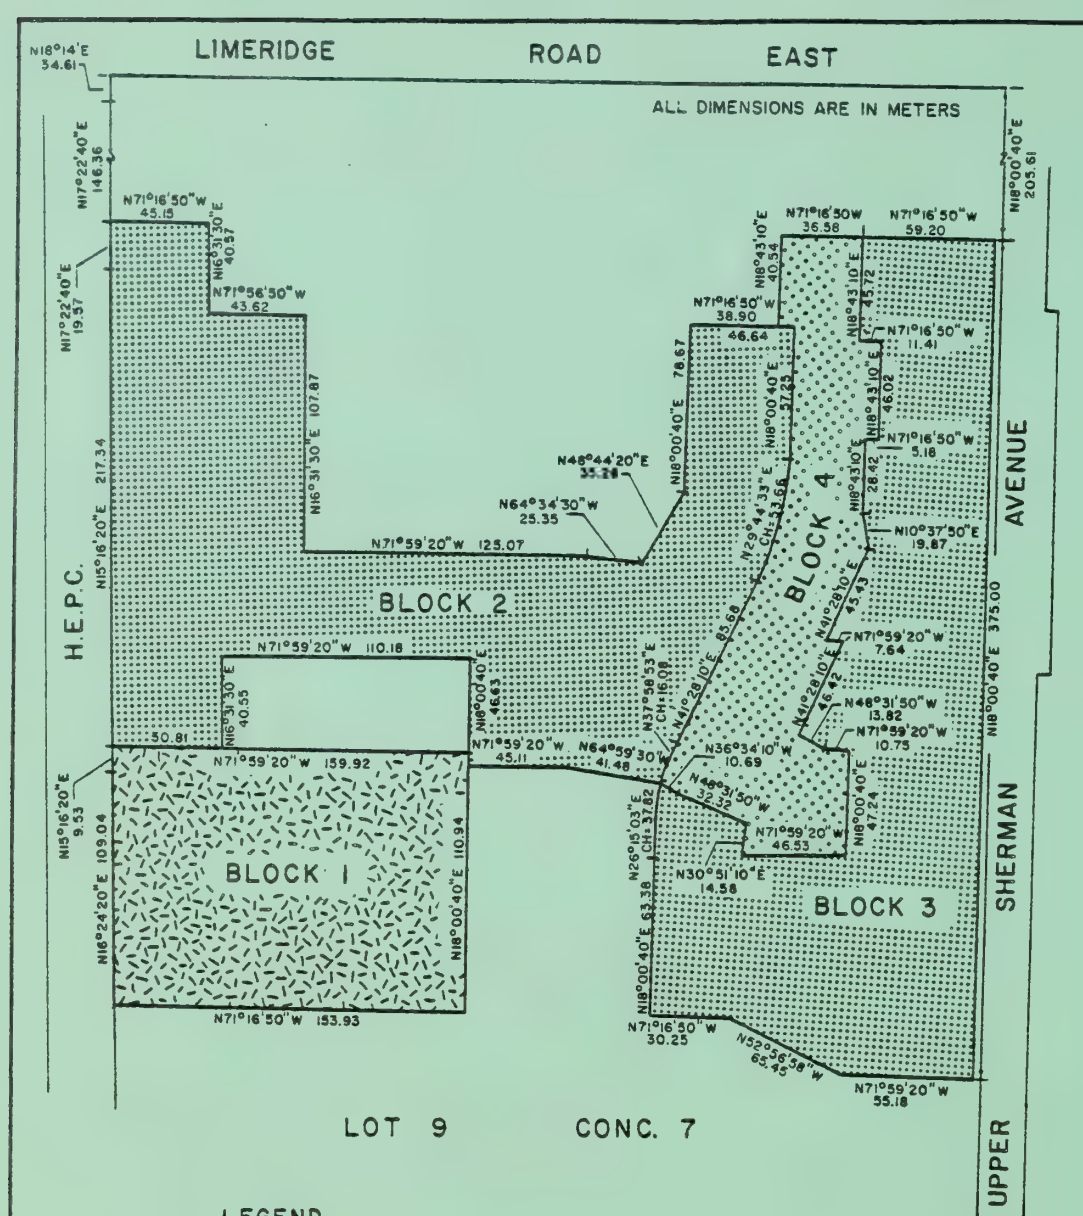 LIMERIDGE ROAD EAST
N18°14'E
34.61
ALL DIMENSIONS ARE IN METERS
N17°22'40"E
146.36
N18°00'40"E
205.61
N71°16'50"W
45.15
N16°31'30"E
40.57
N17°22'40"E
19.57
N71°56'50"W
43.62
N71°16'50W
36.58
N71°16'50"W
59.20
N18°43'10"E
40.54
N18°43'10"E
45.72
N71°16'50"W
38.90
46.64
N71°16'50"W
11.41
N18°00'40"E 78.67
N18°00'40"E
57.25
N18°43'10"E
46.02
N16°31'30"E 107.87
N71°16'50"W
5.18
N18°43'10"E
28.42
N48°44'20"E
N64°34'30"W
25.35
N29°44'33"E
CH=53.66
BLOCK 4
N10°37'50"E
19.87
N15°16'20"E 217.34
N71°59'20"W 125.07
AVENUE
H.E.P.C.
BLOCK 2
N41°28'10"E
45.43
N71°59'20"W
7.64
N41°28'10"E 85.68
N71°59'20"W 110.18
N16°31'30"E
40.55
N18°00'40"E
46.63
N37°58'53"E
CH=16.08
N41°28'10"E
46.42
N48°31'50"W
13.82
N71°59'20"W
10.75
N18°00'40"E 375.00
50.81
N71°59'20"W 159.92
N71°59'20"W
45.11
N64°59'30"W
41.48
N36°34'10"W
10.69
N48°31'50"W
32.32
N15°16'20"E
9.53
N26°15'03"E
CH=37.82
N71°59'20"W
46.53
N18°00'40"E
47.24
N30°51'10"E
14.58
N16°24'20"E 109.04
BLOCK 1
N18°00'40"E 110.94
BLOCK 3
SHERMAN
N18°00'40"E 63.38
N71°16'50"W 153.93
N71°16'50"W
30.25
N52°56'58"W
65.45
N71°59'20"W
55.18
LOT 9 CONC. 7
UPPER
LEGEND